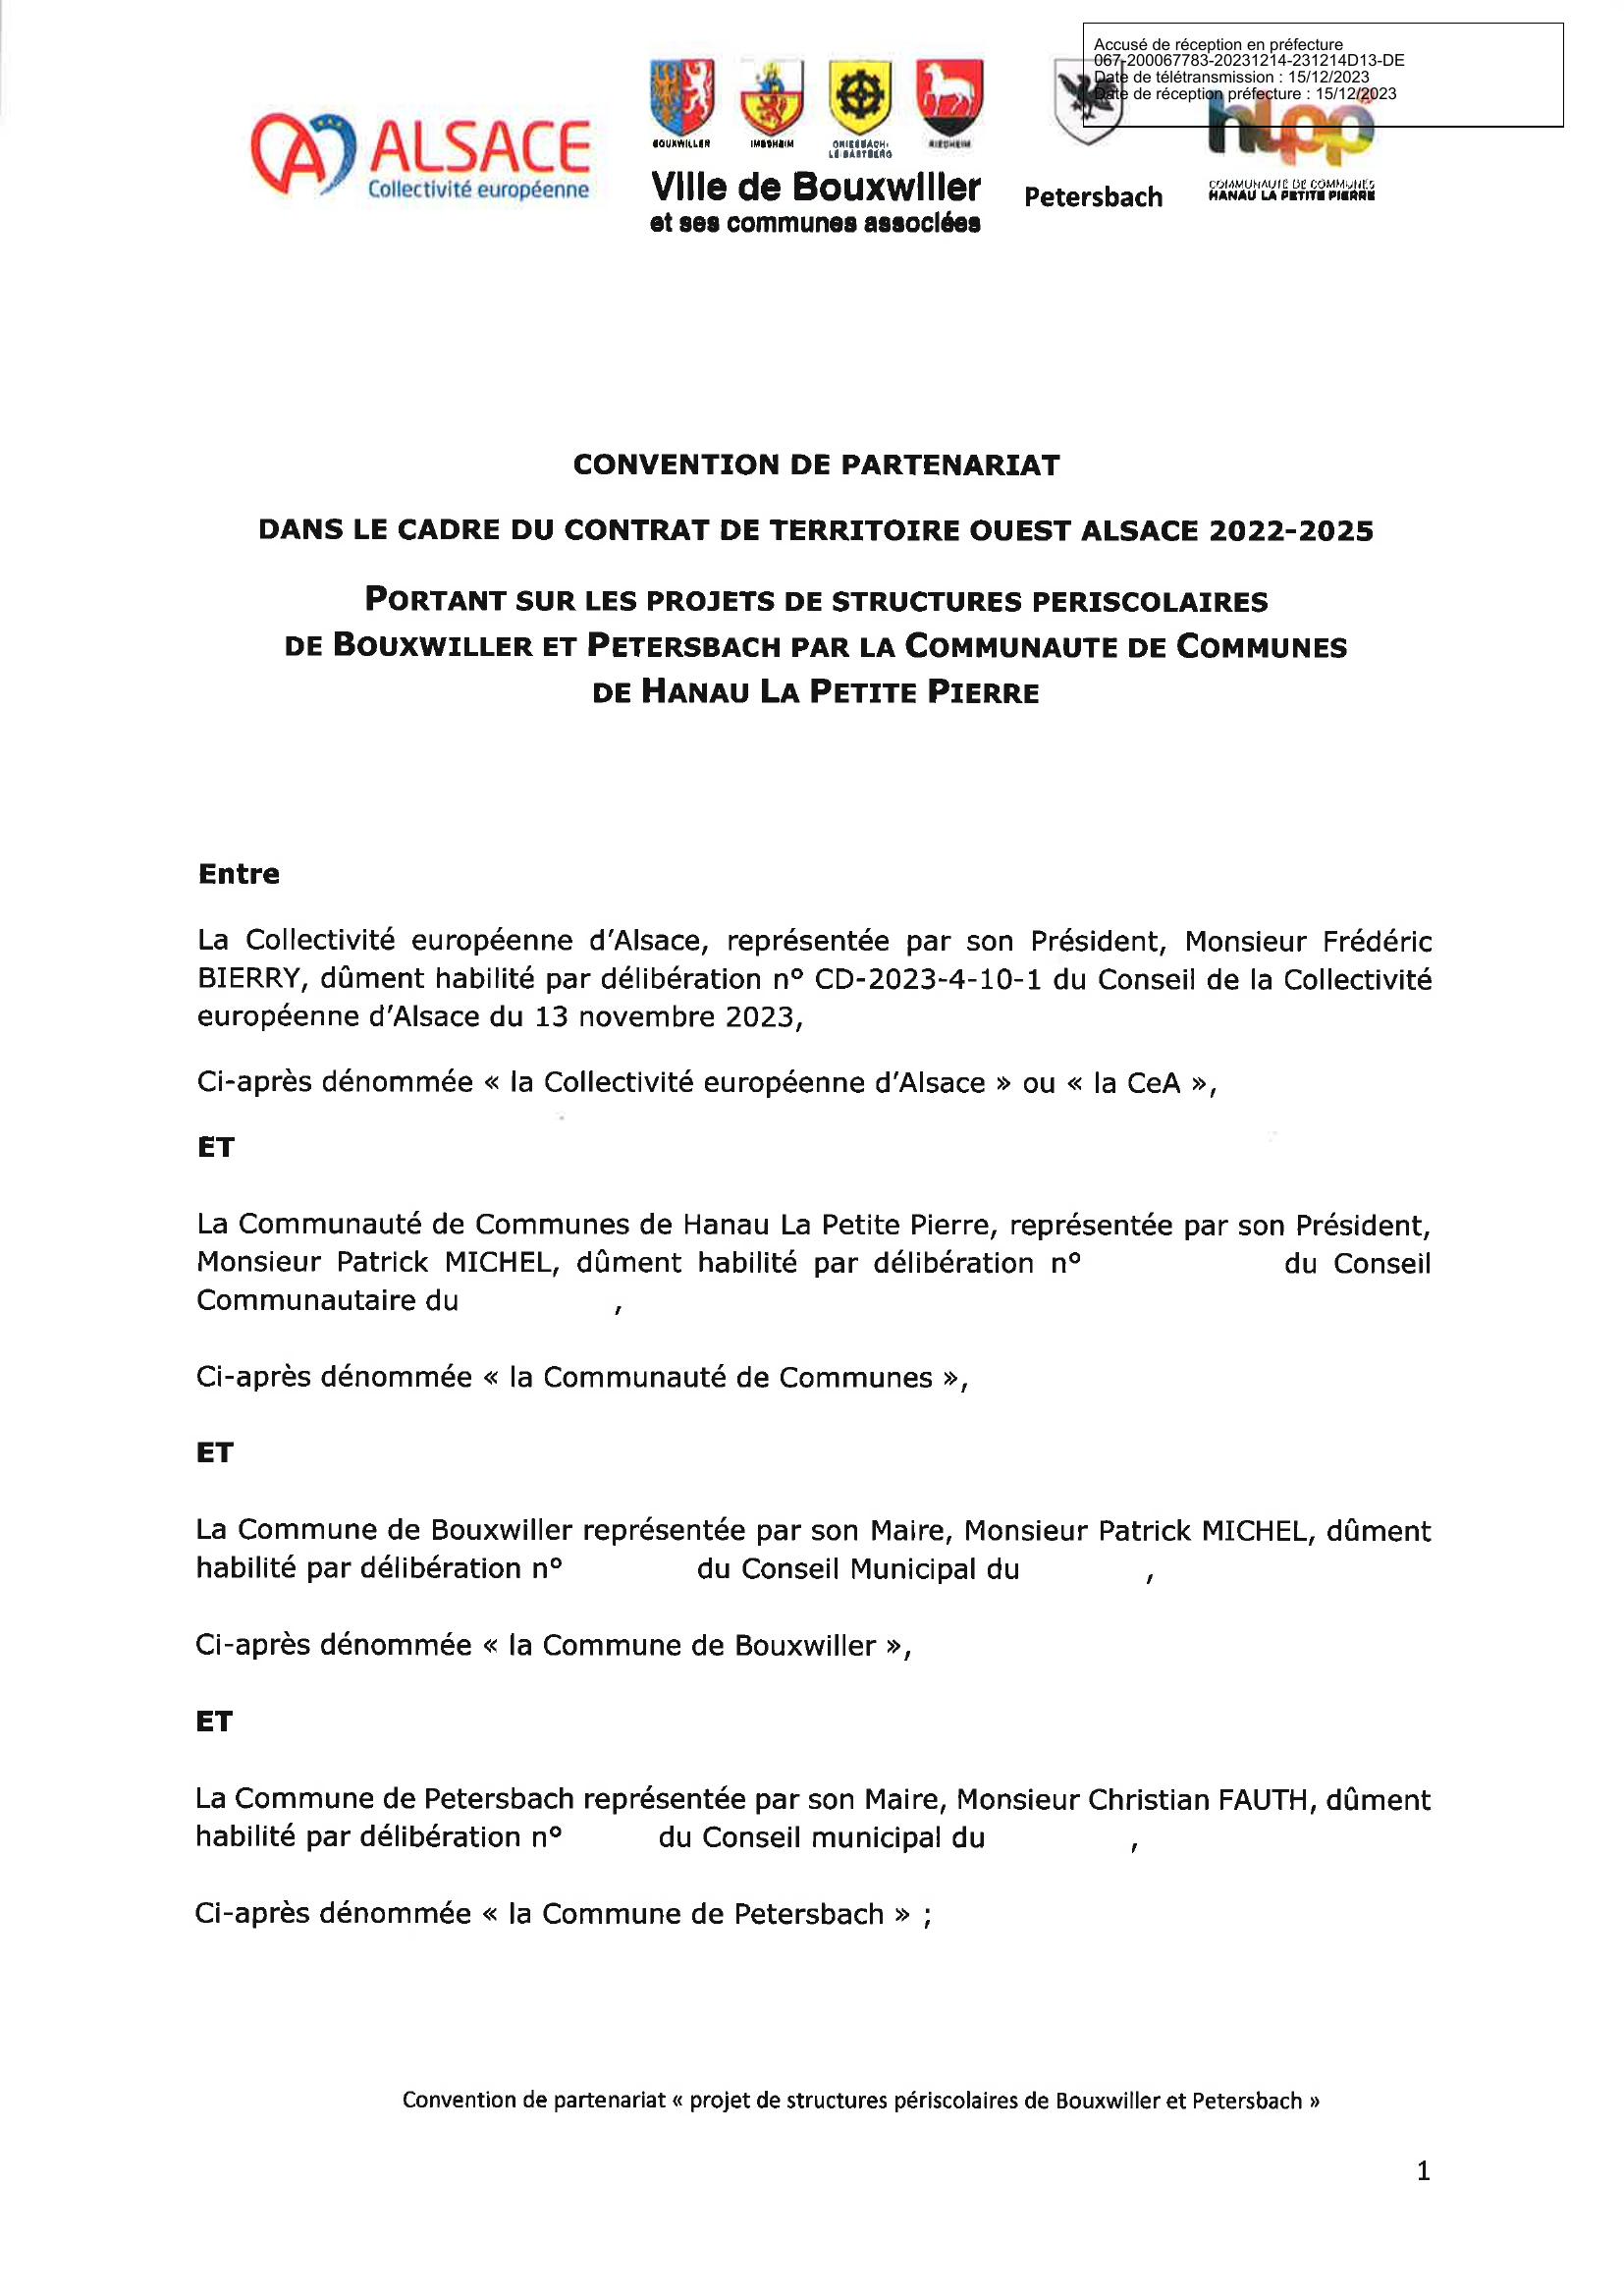 Accusé de réception en préfecture
067-200067783-20231214-231214D13-DE
Date de télétransmission : 15/12/2023
Date de réception préfecture : 15/12/2023
ALSACE
Collectivité européenne
BOUXWILLER IMBSHEIM GRIESBACH- RIEDHEIM
LE-BASTBERG
Ville de Bouxwiller
et ses communes associées
Petersbach
hlpp
COMMUNAUTÉ DE COMMUNES
HANAU LA PETITE PIERRE
CONVENTION DE PARTENARIAT
DANS LE CADRE DU CONTRAT DE TERRITOIRE OUEST ALSACE 2022-2025
PORTANT SUR LES PROJETS DE STRUCTURES PERISCOLAIRES
DE BOUXWILLER ET PETERSBACH PAR LA COMMUNAUTE DE COMMUNES
DE HANAU LA PETITE PIERRE
Entre
La Collectivité européenne d'Alsace, représentée par son Président, Monsieur Frédéric
BIERRY, dûment habilité par délibération n° CD-2023-4-10-1 du Conseil de la Collectivité
européenne d'Alsace du 13 novembre 2023,
Ci-après dénommée « la Collectivité européenne d'Alsace » ou « la CeA »,
ET
La Communauté de Communes de Hanau La Petite Pierre, représentée par son Président,
Monsieur Patrick MICHEL, dûment habilité par délibération n° du Conseil
Communautaire du ,
Ci-après dénommée « la Communauté de Communes »,
ET
La Commune de Bouxwiller représentée par son Maire, Monsieur Patrick MICHEL, dûment
habilité par délibération n° du Conseil Municipal du ,
Ci-après dénommée « la Commune de Bouxwiller »,
ET
La Commune de Petersbach représentée par son Maire, Monsieur Christian FAUTH, dûment
habilité par délibération n° du Conseil municipal du ,
Ci-après dénommée « la Commune de Petersbach » ;
Convention de partenariat « projet de structures périscolaires de Bouxwiller et Petersbach »
1